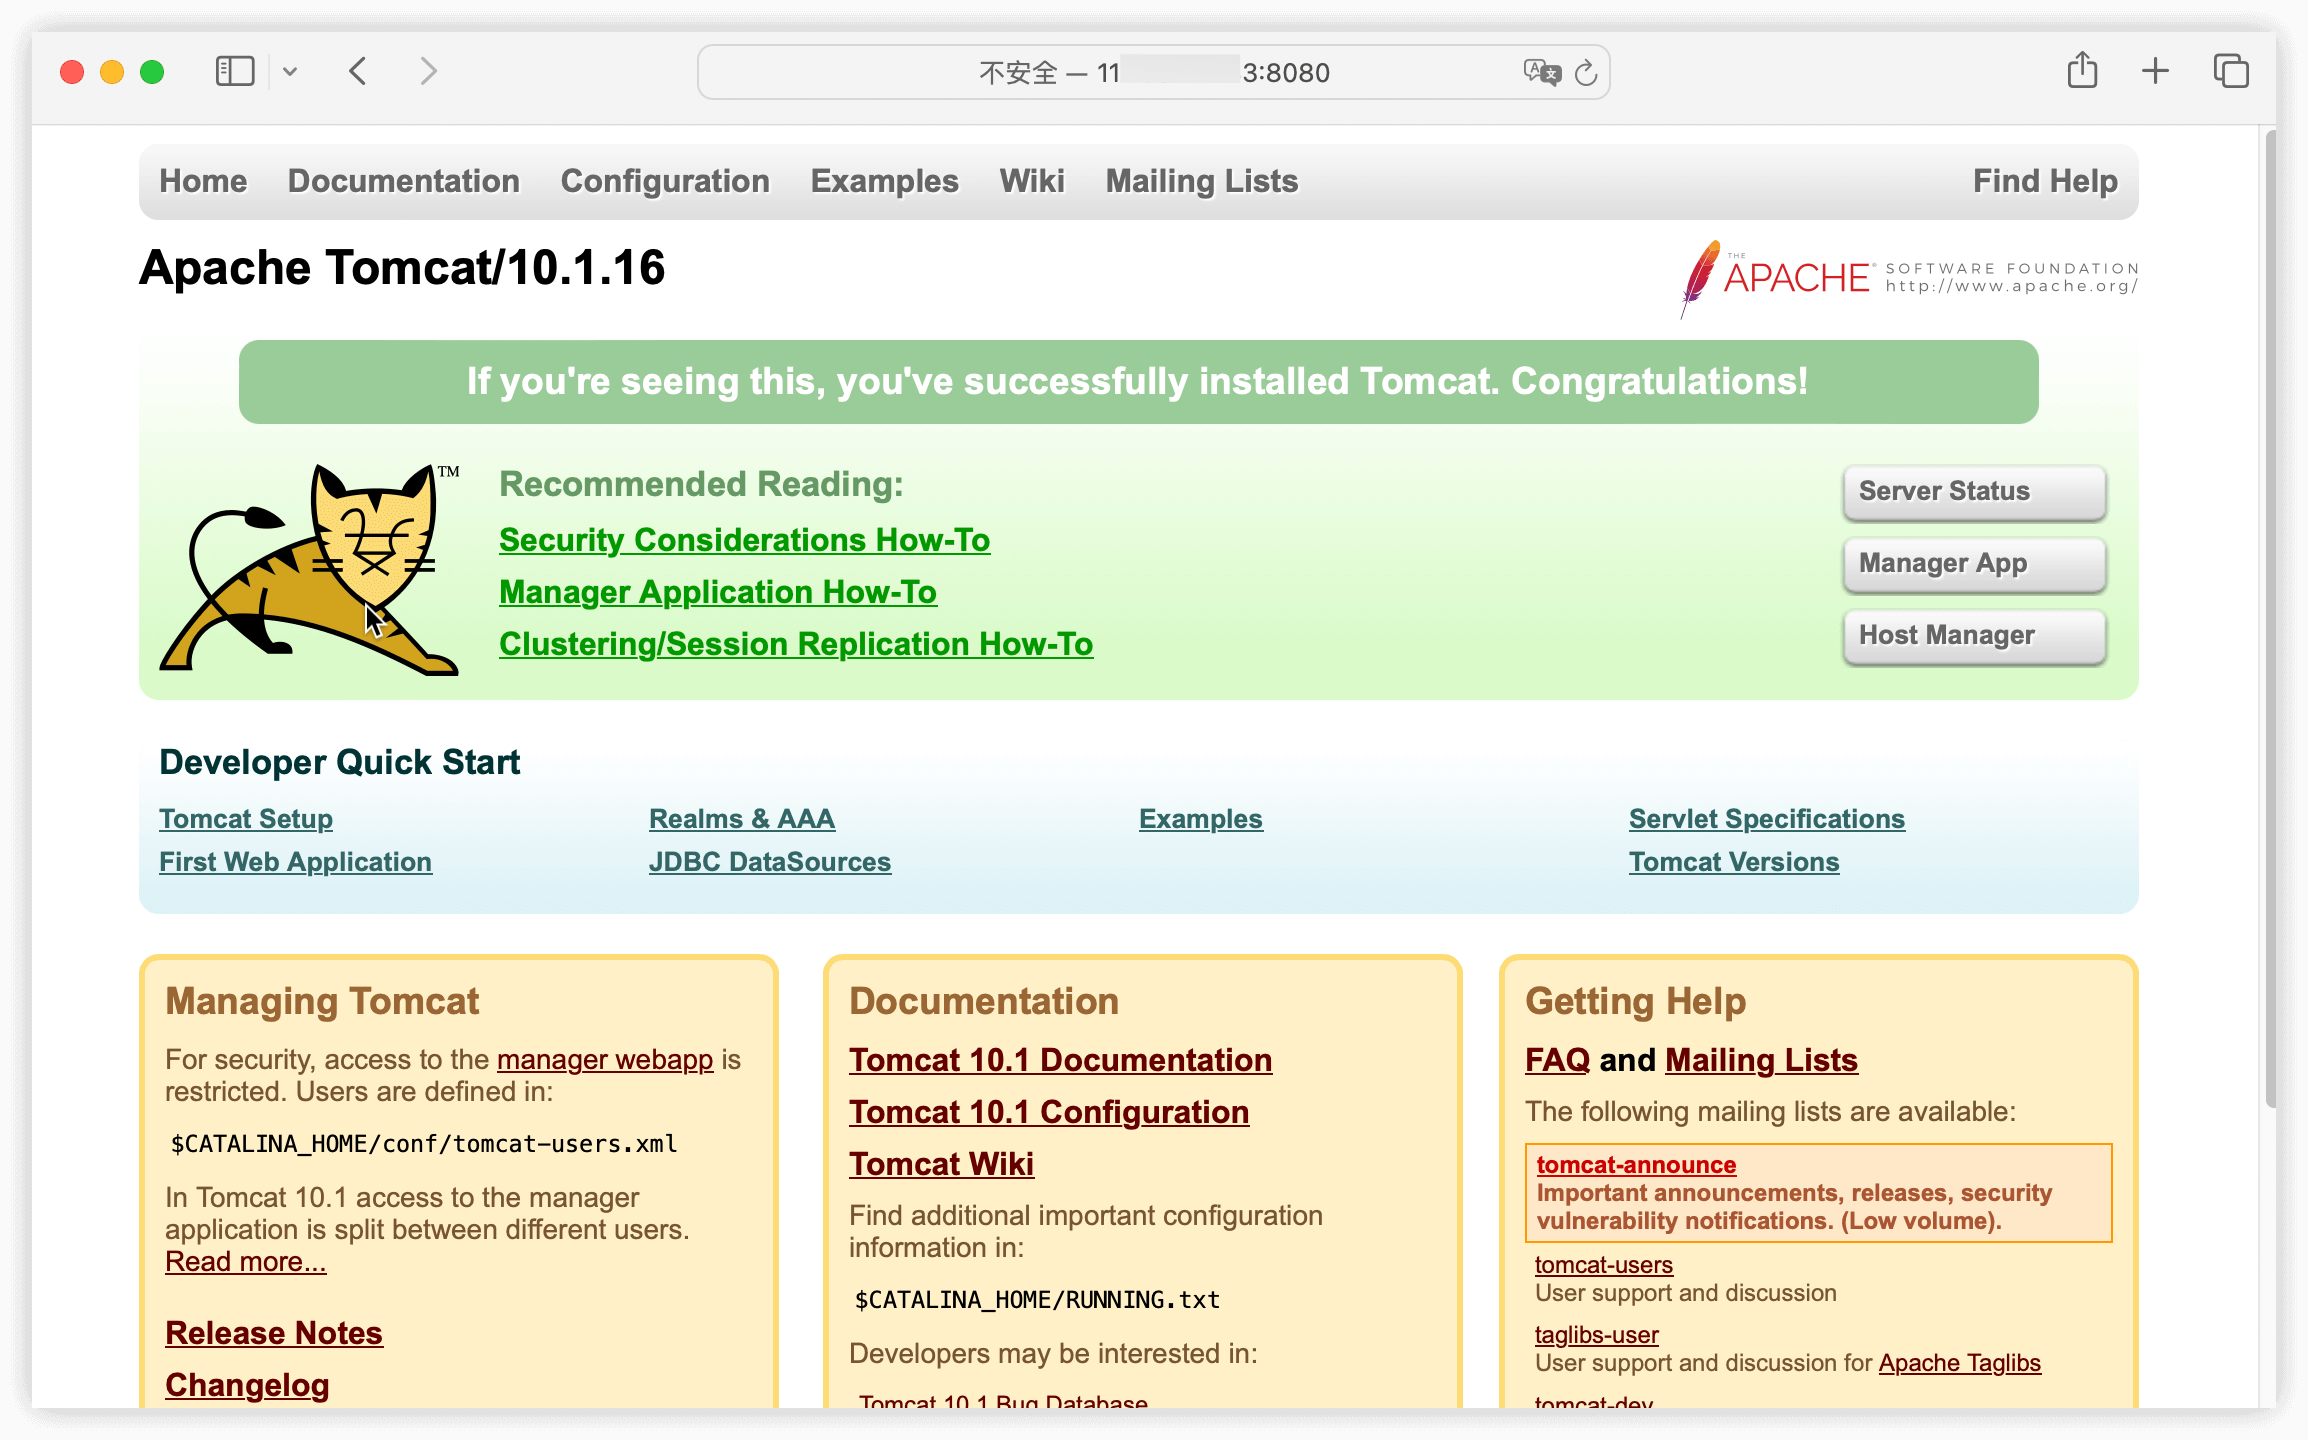 不安全 — 11 3:8080
Home Documentation Configuration Examples Wiki Mailing Lists Find Help
Apache Tomcat/10.1.16
THE APACHE® SOFTWARE FOUNDATION
http://www.apache.org/
If you're seeing this, you've successfully installed Tomcat. Congratulations!
TM
Recommended Reading:
Security Considerations How-To
Manager Application How-To
Clustering/Session Replication How-To
Server Status
Manager App
Host Manager
Developer Quick Start
Tomcat Setup
First Web Application
Realms & AAA
JDBC DataSources
Examples
Servlet Specifications
Tomcat Versions
Managing Tomcat
For security, access to the manager webapp is
restricted. Users are defined in:
$CATALINA_HOME/conf/tomcat-users.xml
In Tomcat 10.1 access to the manager
application is split between different users.
Read more...
Release Notes
Changelog
Documentation
Tomcat 10.1 Documentation
Tomcat 10.1 Configuration
Tomcat Wiki
Find additional important configuration
information in:
$CATALINA_HOME/RUNNING.txt
Developers may be interested in:
Tomcat 10.1 Bug Database
Getting Help
FAQ and Mailing Lists
The following mailing lists are available:
tomcat-announce
Important announcements, releases, security
vulnerability notifications. (Low volume).
tomcat-users
User support and discussion
taglibs-user
User support and discussion for Apache Taglibs
tomcat-dev